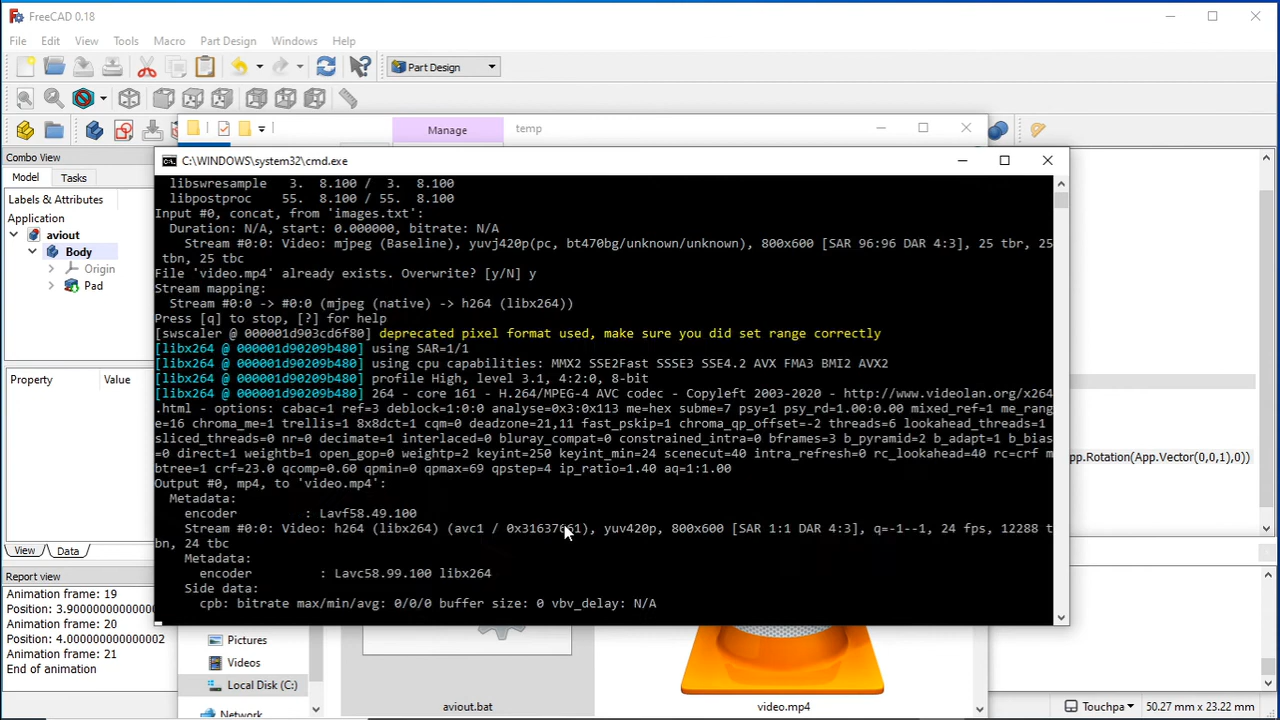 FreeCAD 0.18
File Edit View Tools Macro Part Design Windows Help
Part Design
Manage temp
Combo View
C:\WINDOWS\system32\cmd.exe
Model Tasks
Labels & Attributes
Application
aviout
Body
Origin
Pad
Property Value
View Data
libswresample 3. 8.100 / 3. 8.100
libpostproc 55. 8.100 / 55. 8.100
Input #0, concat, from 'images.txt':
Duration: N/A, start: 0.000000, bitrate: N/A
Stream #0:0: Video: mjpeg (Baseline), yuvj420p(pc, bt470bg/unknown/unknown), 800x600 [SAR 96:96 DAR 4:3], 25 tbr, 25
tbn, 25 tbc
File 'video.mp4' already exists. Overwrite? [y/N] y
Stream mapping:
Stream #0:0 -> #0:0 (mjpeg (native) -> h264 (libx264))
Press [q] to stop, [?] for help
[swscaler @ 000001d903cd6f80] deprecated pixel format used, make sure you did set range correctly
[libx264 @ 000001d90209b480] using SAR=1/1
[libx264 @ 000001d90209b480] using cpu capabilities: MMX2 SSE2Fast SSSE3 SSE4.2 AVX FMA3 BMI2 AVX2
[libx264 @ 000001d90209b480] profile High, level 3.1, 4:2:0, 8-bit
[libx264 @ 000001d90209b480] 264 - core 161 - H.264/MPEG-4 AVC codec - Copyleft 2003-2020 - http://www.videolan.org/x264
.html - options: cabac=1 ref=3 deblock=1:0:0 analyse=0x3:0x113 me=hex subme=7 psy=1 psy_rd=1.00:0.00 mixed_ref=1 me_rang
e=16 chroma_me=1 trellis=1 8x8dct=1 cqm=0 deadzone=21,11 fast_pskip=1 chroma_qp_offset=-2 threads=6 lookahead_threads=1
sliced_threads=0 nr=0 decimate=1 interlaced=0 bluray_compat=0 constrained_intra=0 bframes=3 b_pyramid=2 b_adapt=1 b_bias
=0 direct=1 weightb=1 open_gop=0 weightp=2 keyint=250 keyint_min=24 scenecut=40 intra_refresh=0 rc_lookahead=40 rc=crf m
btree=1 crf=23.0 qcomp=0.60 qpmin=0 qpmax=69 qpstep=4 ip_ratio=1.40 aq=1:1.00
Output #0, mp4, to 'video.mp4':
Metadata:
encoder : Lavf58.49.100
Stream #0:0: Video: h264 (libx264) (avc1 / 0x31637661), yuv420p, 800x600 [SAR 1:1 DAR 4:3], q=-1--1, 24 fps, 12288 t
bn, 24 tbc
Metadata:
encoder : Lavc58.99.100 libx264
Side data:
cpb: bitrate max/min/avg: 0/0/0 buffer size: 0 vbv_delay: N/A
pp.Rotation(App.Vector(0,0,1),0))
Report view
Animation frame: 19
Position: 3.90000000000000
Animation frame: 20
Position: 4.000000000000002
Animation frame: 21
End of animation
Pictures
Videos
Local Disk (C:)
Network
aviout.bat
video.mp4
Touchpa
50.27 mm x 23.22 mm